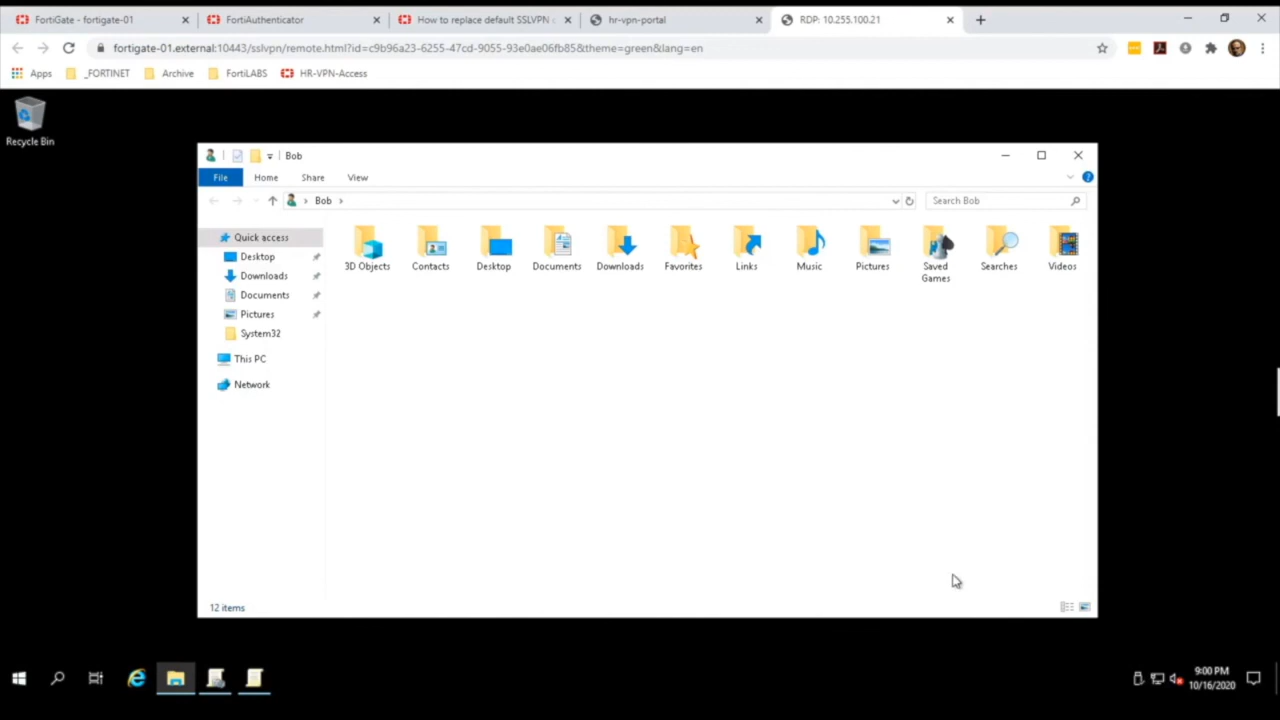 FortiGate - fortigate-01
FortiAuthenticator
How to replace default SSLVPN c
hr-vpn-portal
RDP: 10.255.100.21
fortigate-01.external:10443/sslvpn/remote.html?id=c9b96a23-6255-47cd-9055-93e0ae06fb85&theme=green&lang=en
Apps
_FORTINET
Archive
FortiLABS
HR-VPN-Access
Recycle Bin
Bob
File
Home
Share
View
Bob
Search Bob
Quick access
Desktop
Downloads
Documents
Pictures
System32
This PC
Network
3D Objects
Contacts
Desktop
Documents
Downloads
Favorites
Links
Music
Pictures
Saved
Games
Searches
Videos
12 items
9:00 PM
10/16/2020